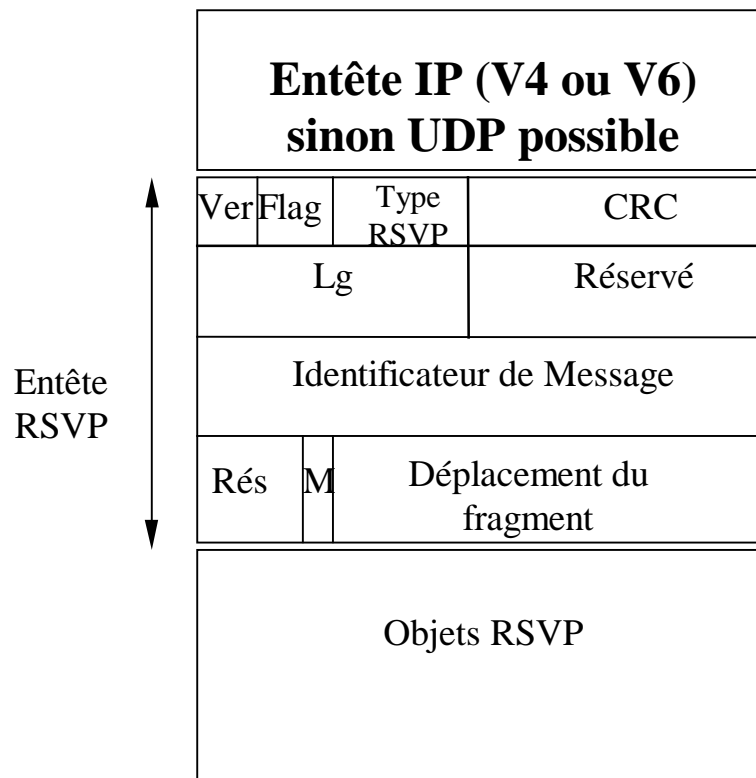 Entête IP (V4 ou V6)
sinon UDP possible
Ver
Flag
Type
RSVP
CRC
Lg
Réservé
Entête
RSVP
Identificateur de Message
Rés
M
Déplacement du
fragment
Objets RSVP